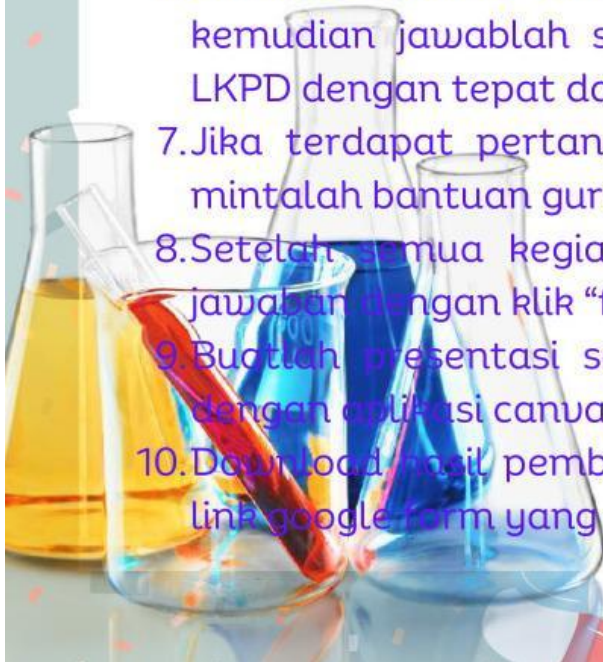 kemudian jawablah s
LKPD dengan tepat da
7.Jika terdapat pertan
mintalah bantuan gur
8.Setelah semua kegia
jawaban dengan klik “f
9.Buatlah presentasi s
dengan aplikasi canva
10.Download hasil pemb
link google form yang